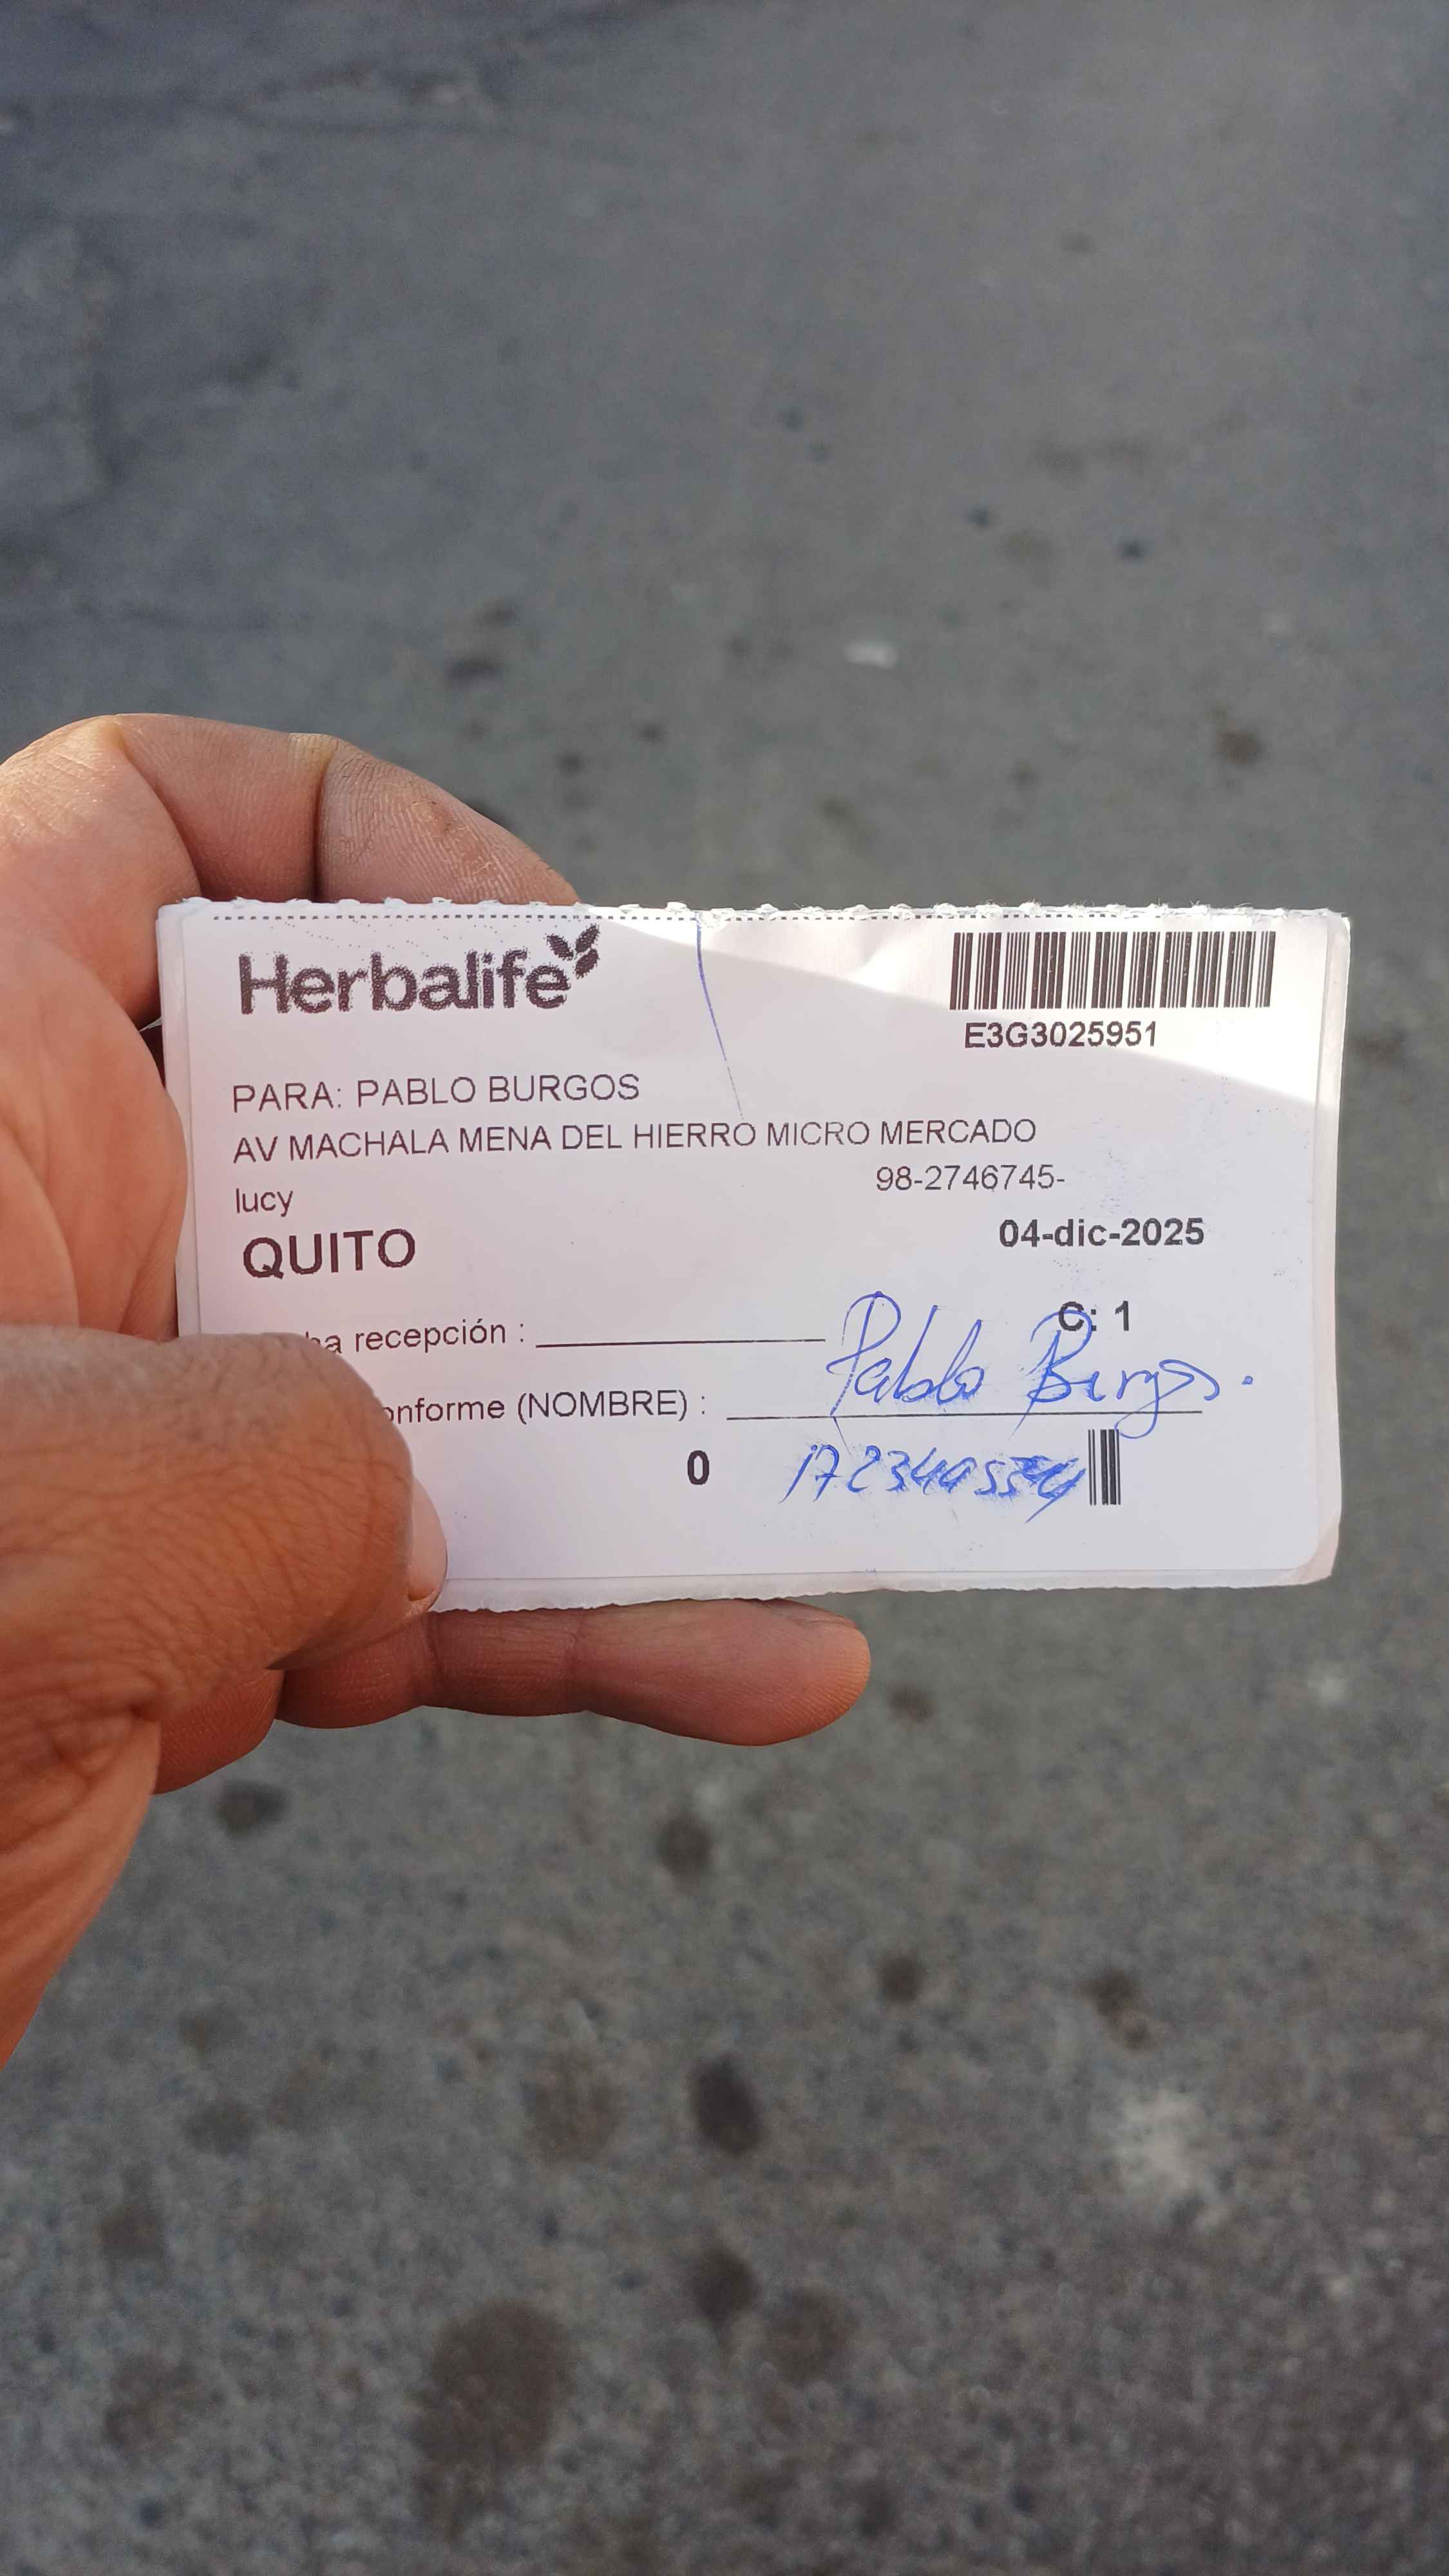 Herbalife
E3G3025951
PARA: PABLO BURGOS
AV MACHALA MENA DEL HIERRO MICRO MERCADO
98-2746745-
lucy
04-dic-2025
QUITO
C: 1
recepción :
Pablo Burgos.
(NOMBRE) :
0